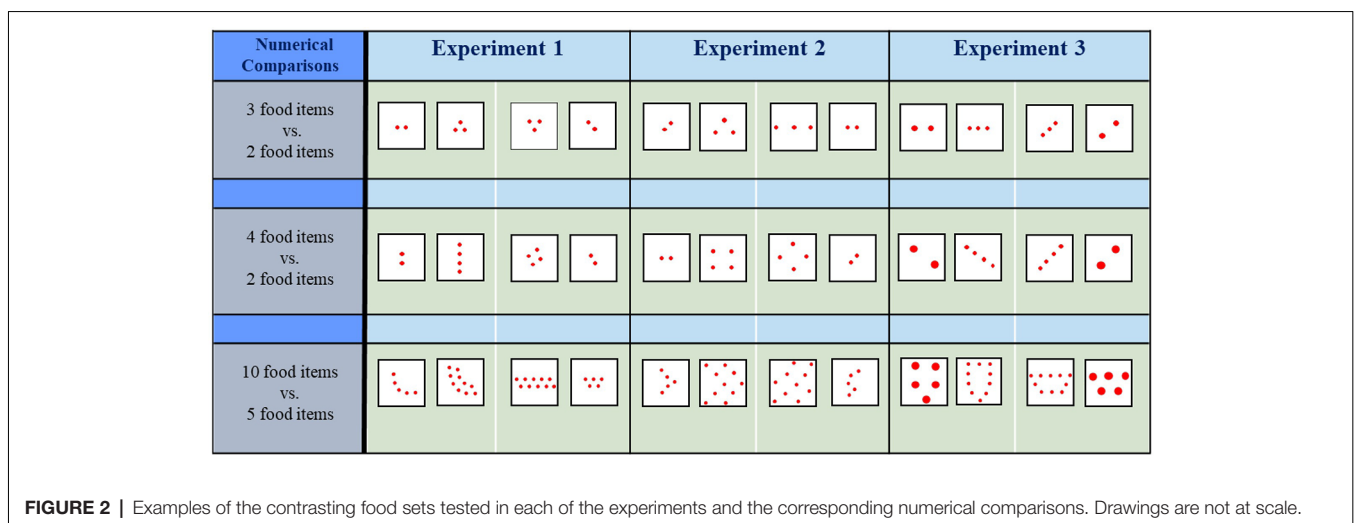 Numerical
Comparisons
Experiment 1
Experiment 2
Experiment 3
3 food items
vs.
2 food items
4 food items
vs.
2 food items
10 food items
vs.
5 food items
FIGURE 2 | Examples of the contrasting food sets tested in each of the experiments and the corresponding numerical comparisons. Drawings are not at scale.